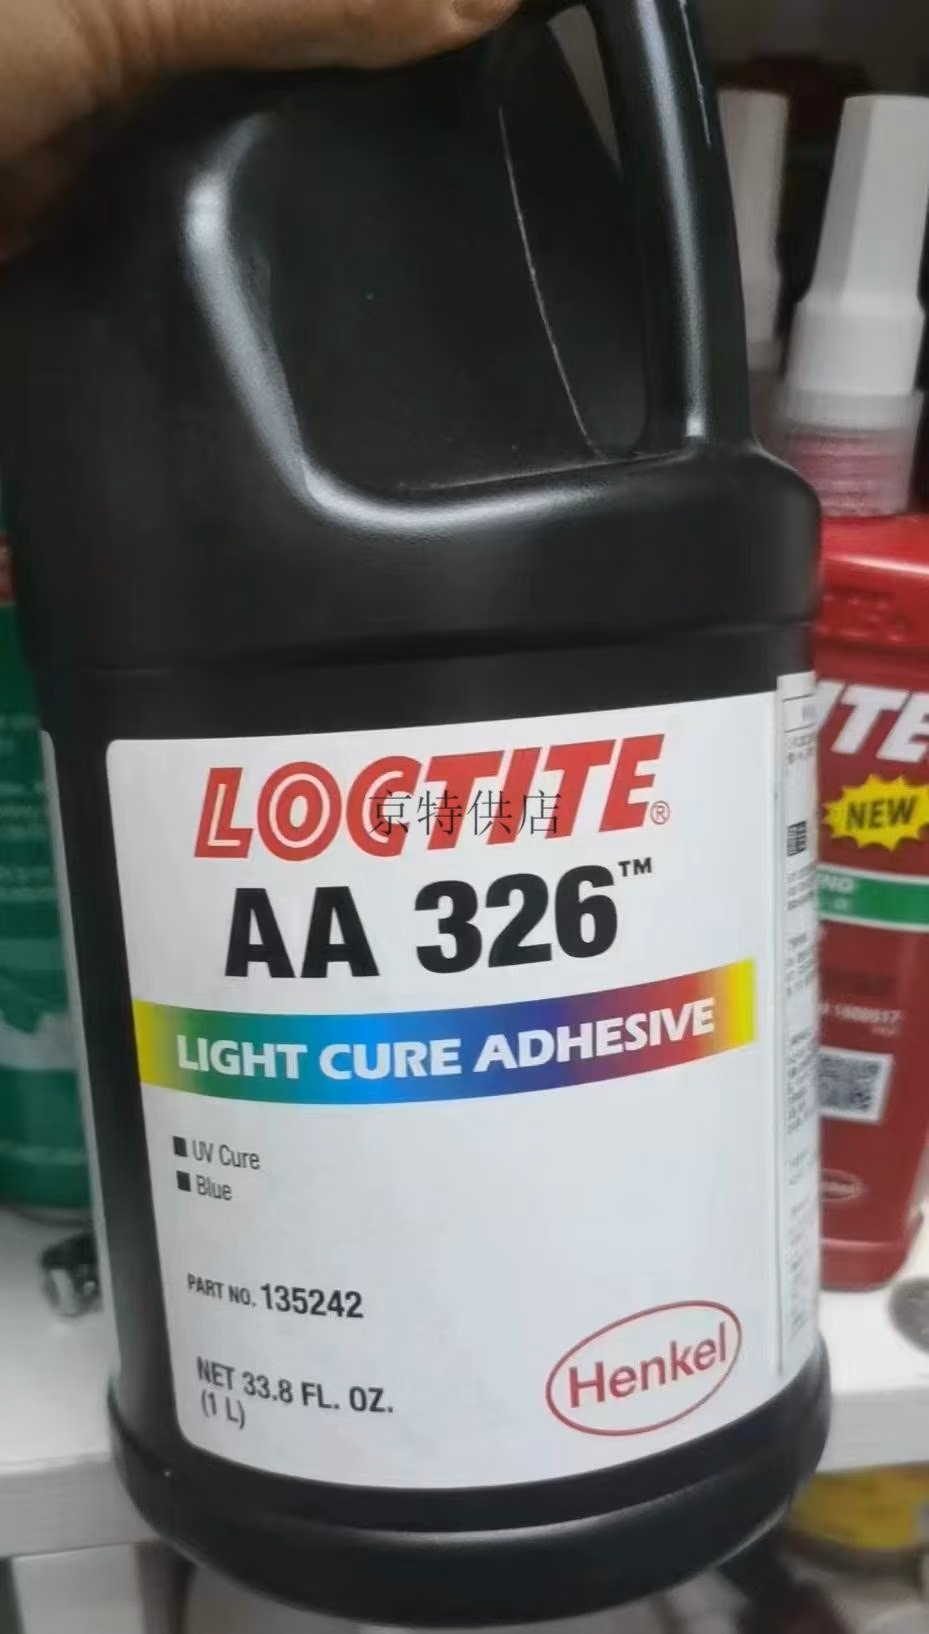 LOCTITE®
京特供店
AA 326™
LIGHT CURE ADHESIVE
■ UV Cure
■ Blue
PART NO. 135242
NET 33.8 FL. OZ.
(1 L)
Henkel
ITE
NEW